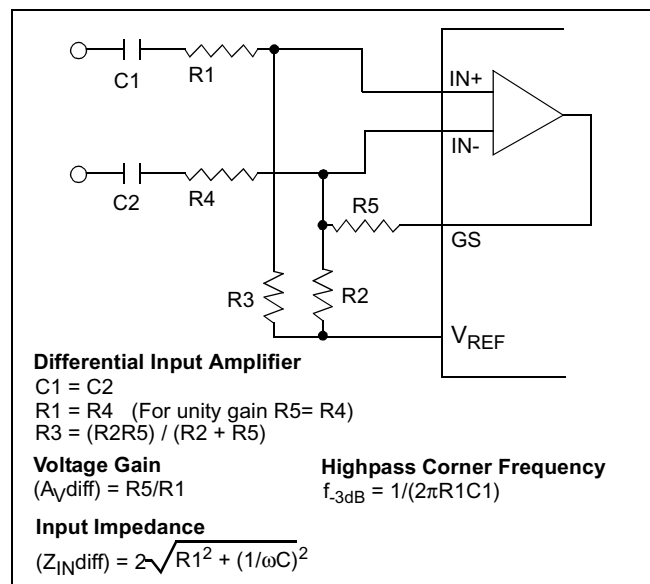 C1
R1
IN+
IN-
C2
R4
R5
GS
R3
R2
VREF
Differential Input Amplifier
C1 = C2
R1 = R4 (For unity gain R5= R4)
R3 = (R2R5) / (R2 + R5)
Voltage Gain
(AVdiff) = R5/R1
Highpass Corner Frequency
f-3dB = 1/(2πR1C1)
Input Impedance
(ZINdiff) = 2√R1² + (1/ωC)²